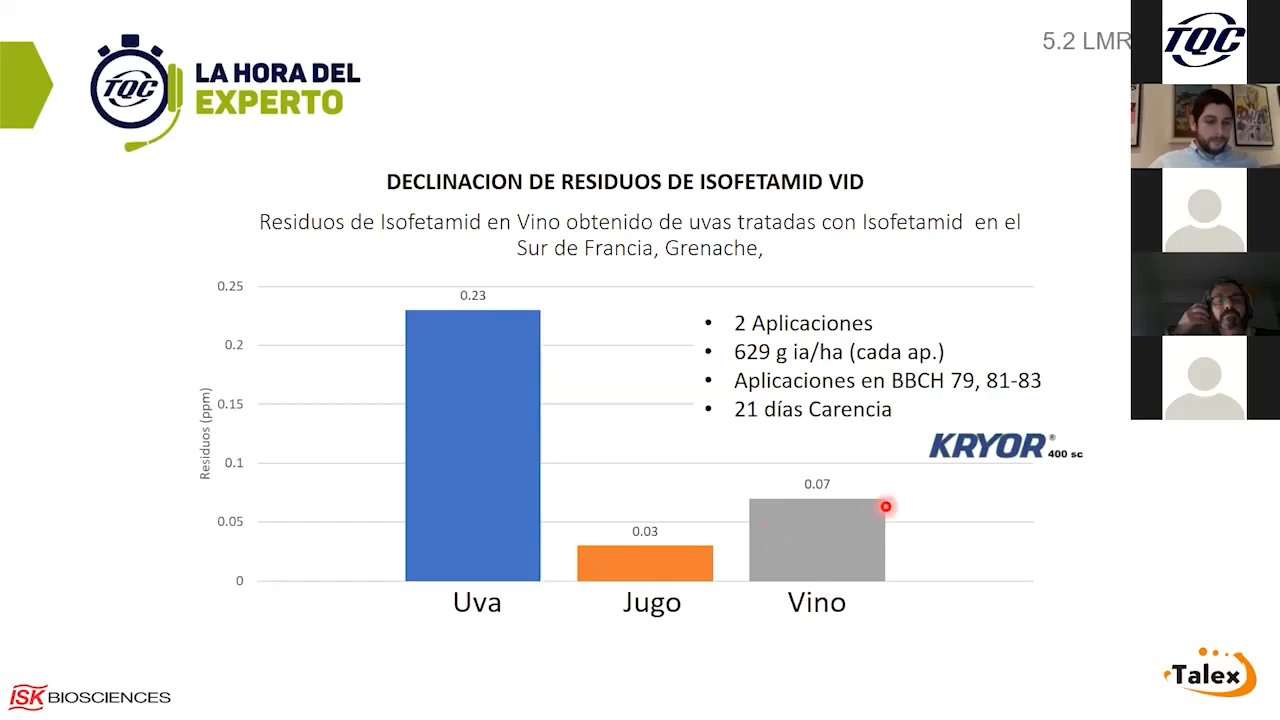 5.2 LMR
TQC
TQC
LA HORA DEL
EXPERTO
DECLINACION DE RESIDUOS DE ISOFETAMID VID
Residuos de Isofetamid en Vino obtenido de uvas tratadas con Isofetamid en el
Sur de Francia, Grenache,
0.25
0.2
0.15
0.1
0.05
0
Residuos (ppm)
0.23
0.03
0.07
• 2 Aplicaciones
• 629 g ia/ha (cada ap.)
• Aplicaciones en BBCH 79, 81-83
• 21 días Carencia
KRYOR® 400 SC
Uva Jugo Vino
ISK BIOSCIENCES
Talex